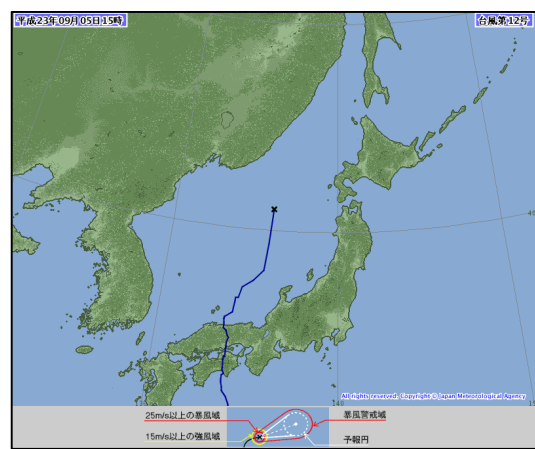 平成23年09月05日15時
台風第12号
40
140
All rights reserved. Copyright © Japan Meteorological Agency
25m/s以上の暴風域
暴風警戒域
15m/s以上の強風域
予報円